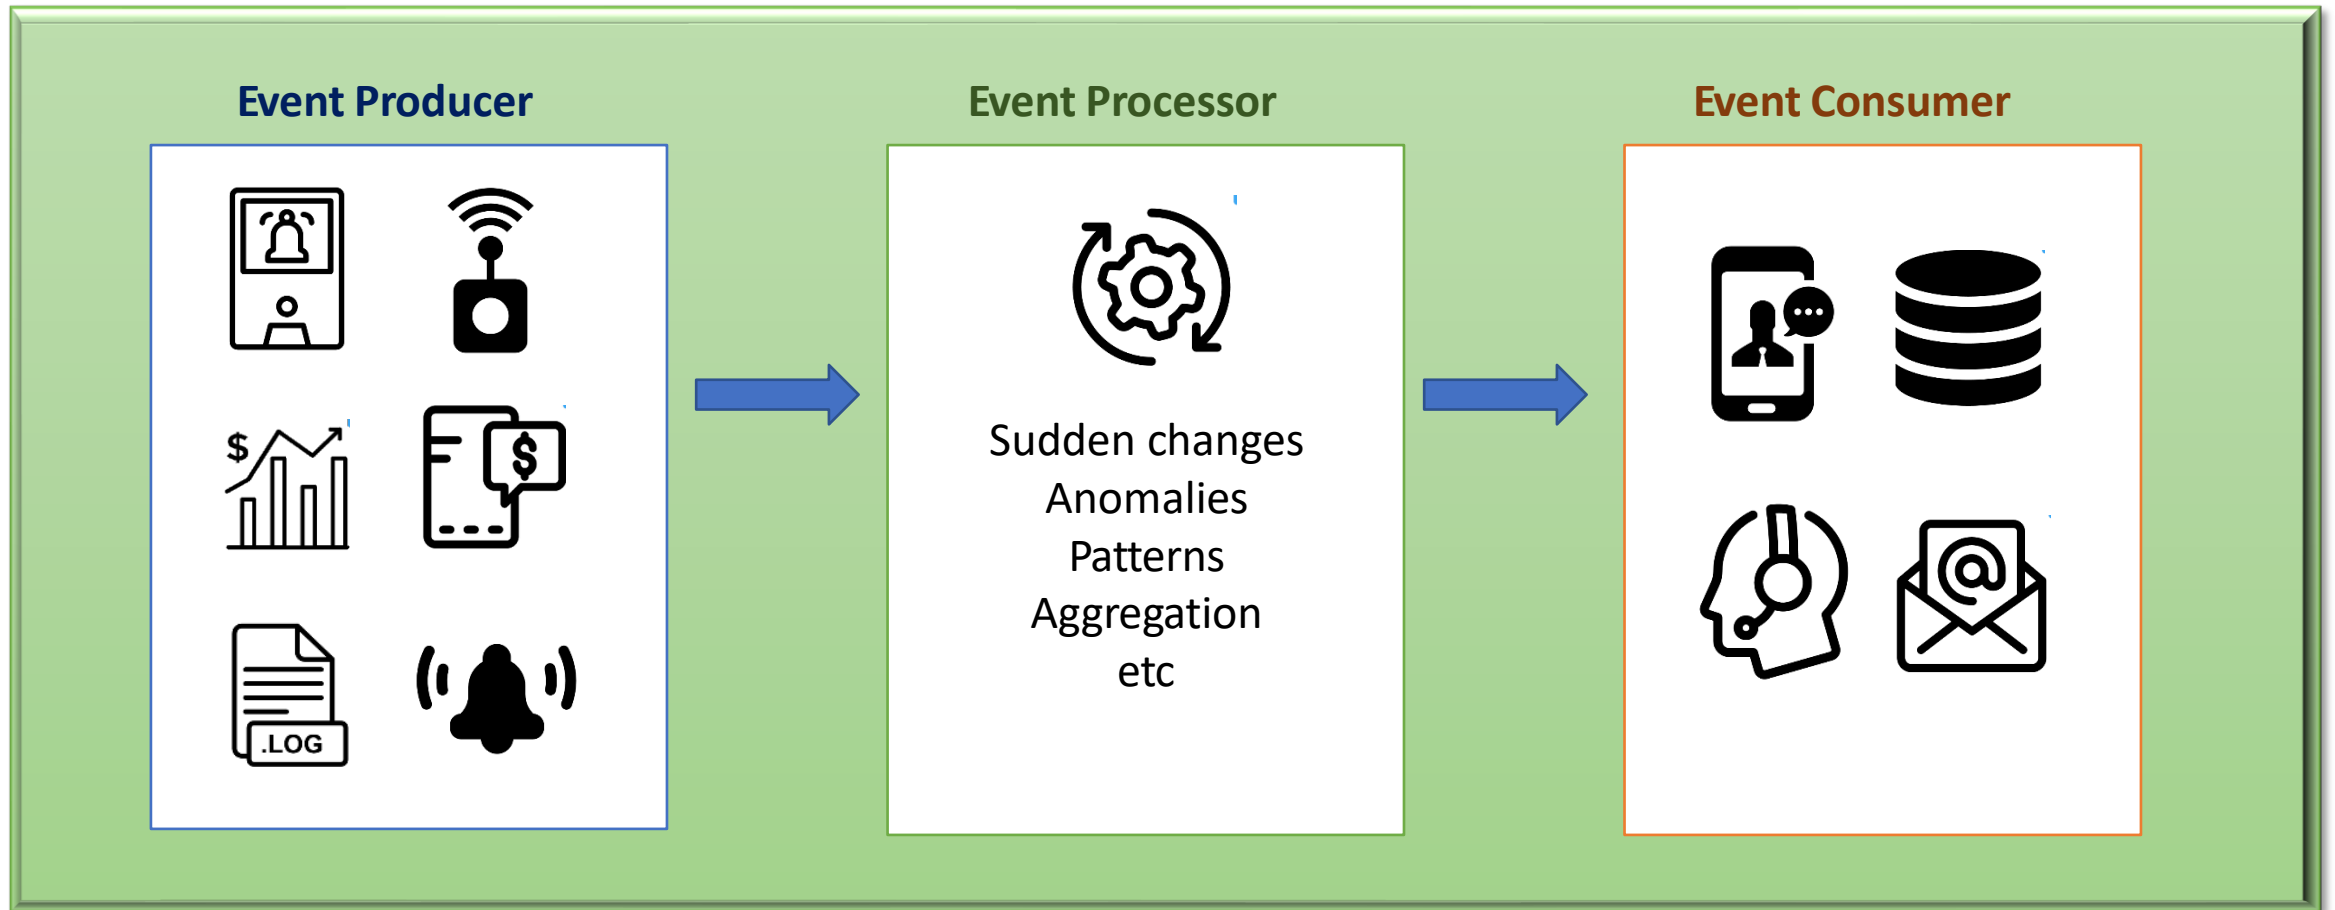 Event Producer
Event Processor
Event Consumer
$
$
.LOG
Sudden changes
Anomalies
Patterns
Aggregation
etc
@